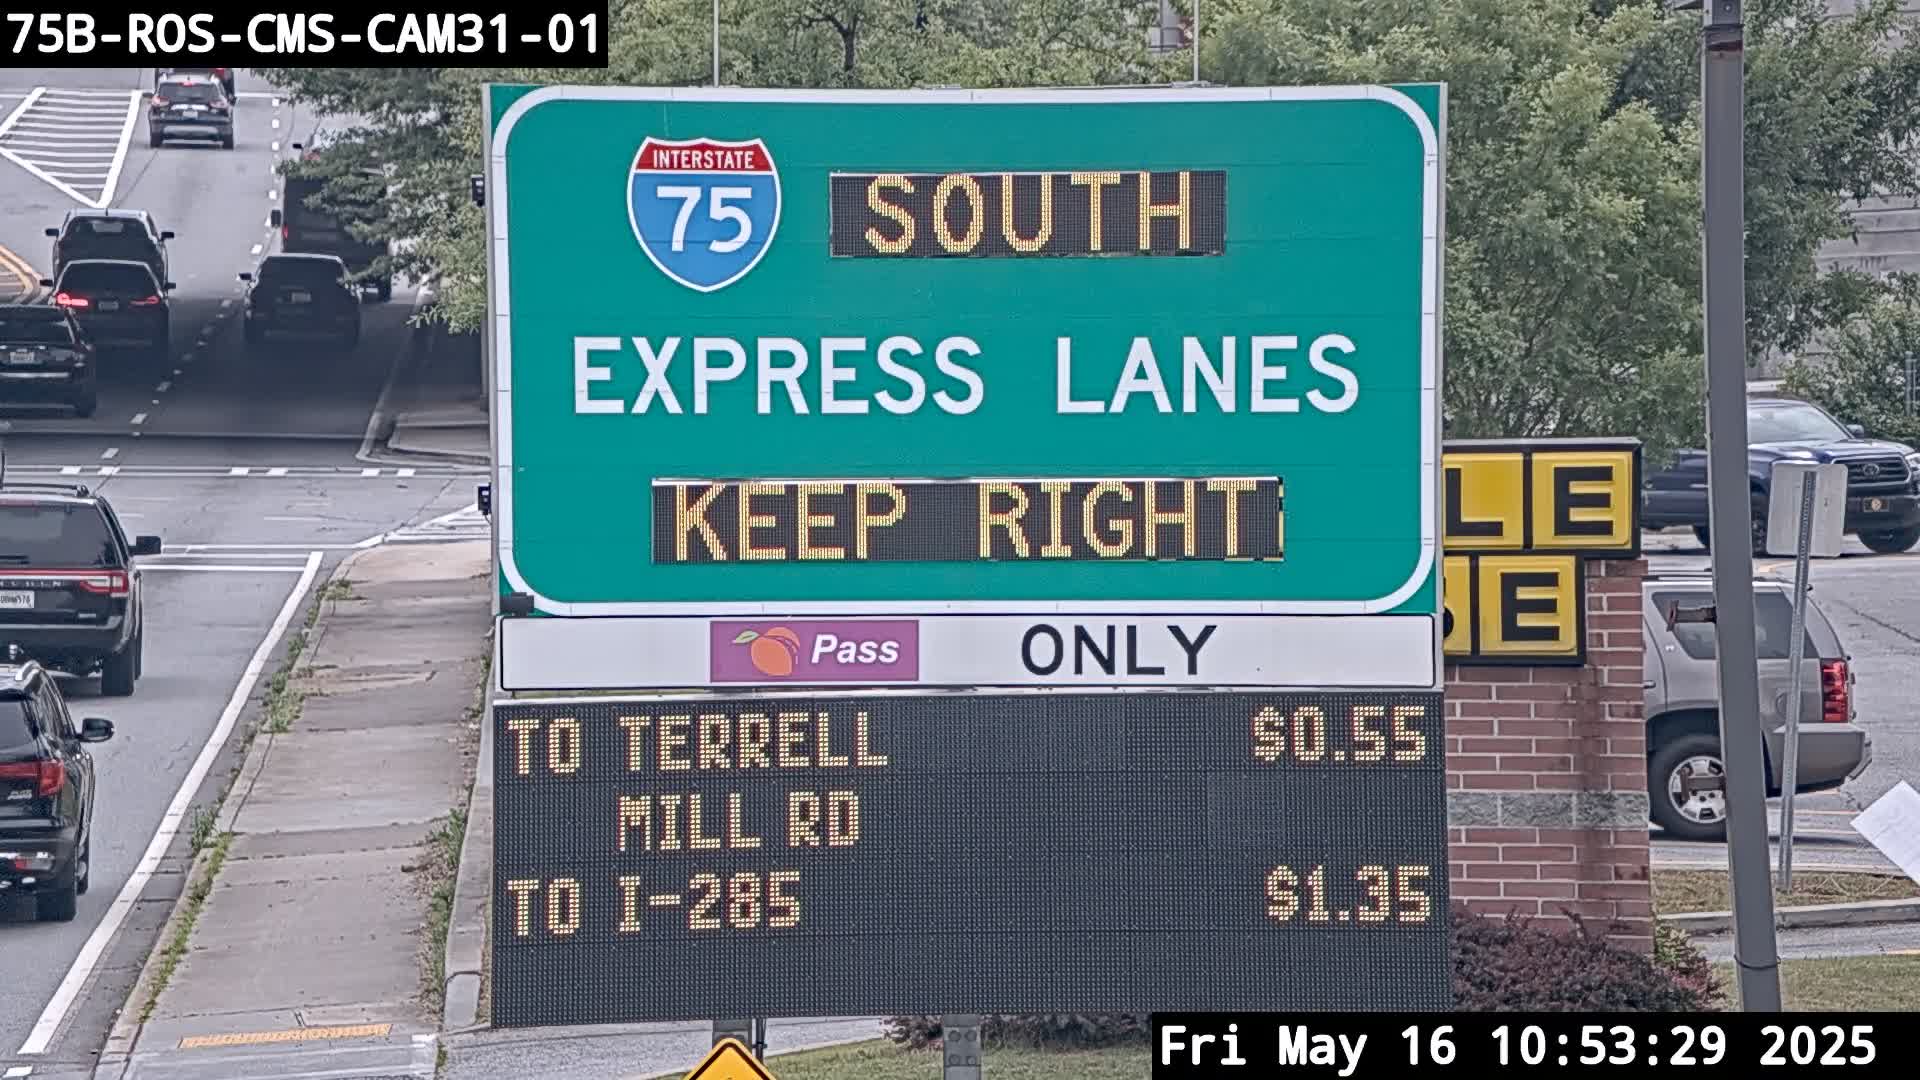 75B-ROS-CMS-CAM31-01
INTERSTATE
75
SOUTH
EXPRESS LANES
KEEP RIGHT
Pass ONLY
LE
E
TO TERRELL $0.55
MILL RD
TO I-285 $1.35
Fri May 16 10:53:29 2025